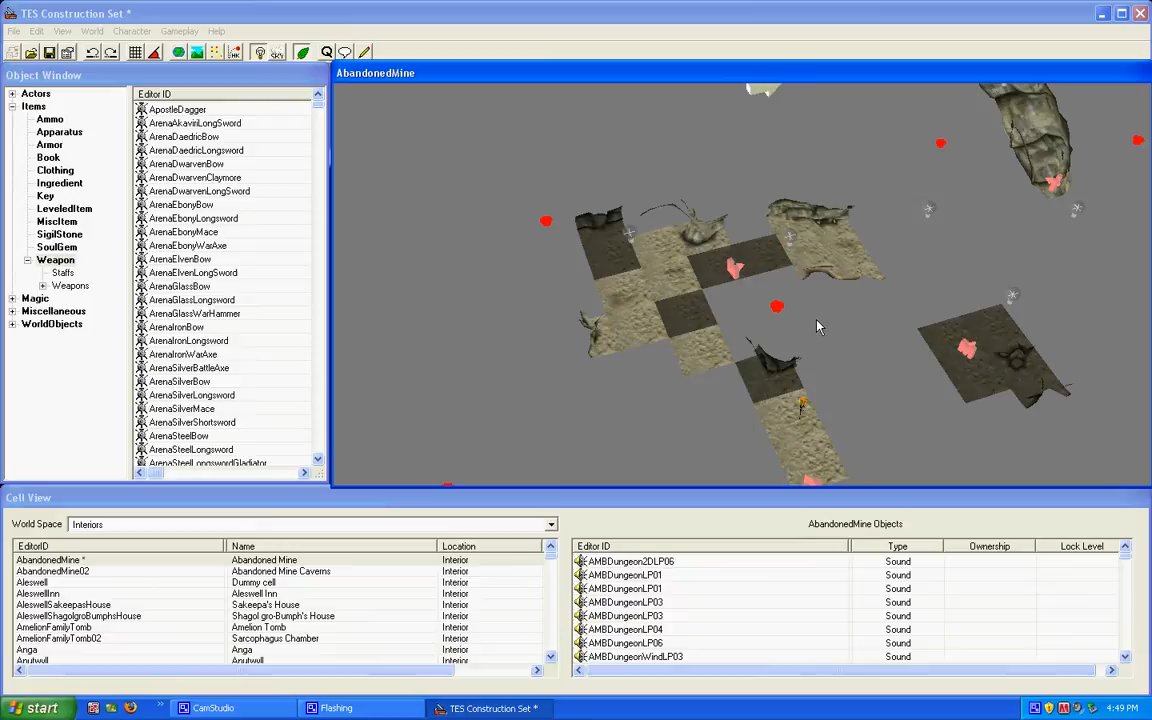 TES Construction Set *
File Edit View World Character Gameplay Help
Object Window
Actors
Items
Ammo
Apparatus
Armor
Book
Clothing
Ingredient
Key
LeveledItem
MiscItem
SigilStone
SoulGem
Weapon
Staffs
Weapons
Magic
Miscellaneous
WorldObjects
Editor ID
ApostleDagger
ArenaAkaviriLongSword
ArenaDaedricBow
ArenaDaedricLongsword
ArenaDwarvenBow
ArenaDwarvenClaymore
ArenaDwarvenLongSword
ArenaEbonyBow
ArenaEbonyLongsword
ArenaEbonyMace
ArenaEbonyWarAxe
ArenaElvenBow
ArenaElvenLongSword
ArenaGlassBow
ArenaGlassLongsword
ArenaGlassWarHammer
ArenaIronBow
ArenaIronLongsword
ArenaIronWarAxe
ArenaSilverBattleAxe
ArenaSilverBow
ArenaSilverLongsword
ArenaSilverMace
ArenaSilverShortsword
ArenaSteelBow
ArenaSteelLongsword
ArenaSteelLongswordGladiator
AbandonedMine
Cell View
World Space Interiors
EditorID Name Location
AbandonedMine * Abandoned Mine Interior
AbandonedMine02 Abandoned Mine Caverns Interior
Aleswell Dummy cell Interior
AleswellInn Aleswell Inn Interior
AleswellSakeepasHouse Sakeepa's House Interior
AleswellShagolgroBumphsHouse Shagol gro-Bumph's House Interior
AmelionFamilyTomb Amelion Tomb Interior
AmelionFamilyTomb02 Sarcophagus Chamber Interior
Anga Anga Interior
Anutwyll Anutwyll Interior
AbandonedMine Objects
Editor ID Type Ownership Lock Level
AMBDungeon2DLP06 Sound
AMBDungeonLP01 Sound
AMBDungeonLP01 Sound
AMBDungeonLP03 Sound
AMBDungeonLP03 Sound
AMBDungeonLP04 Sound
AMBDungeonLP06 Sound
AMBDungeonWindLP03 Sound
start CamStudio Flashing TES Construction Set * 4:49 PM